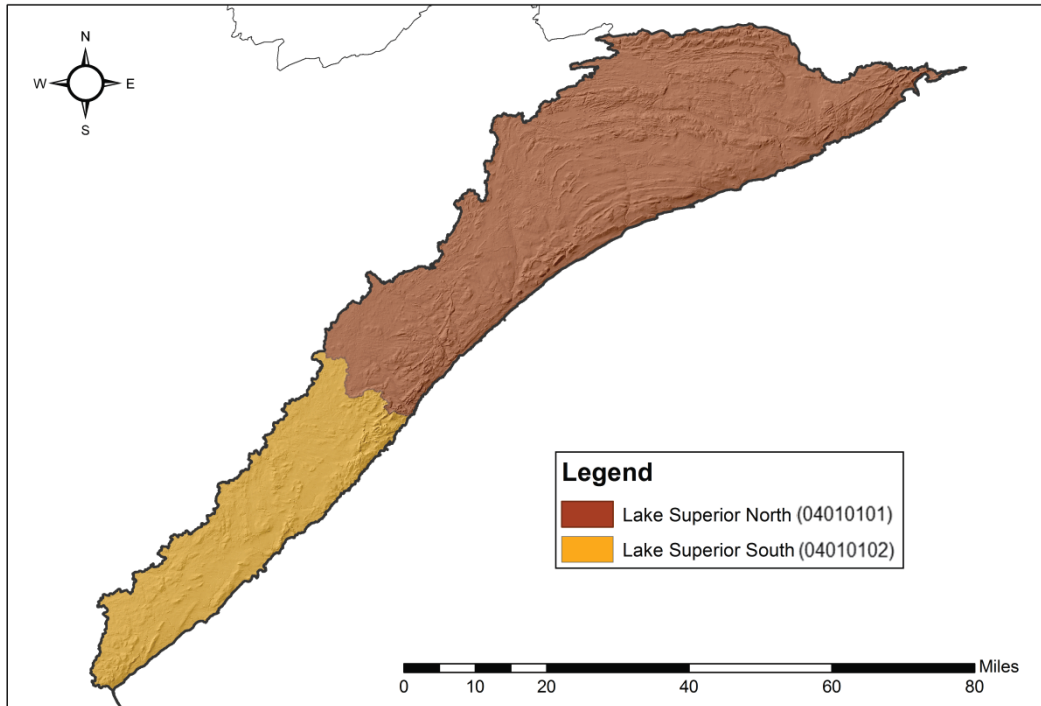 N
W E
S
Legend
Lake Superior North (04010101)
Lake Superior South (04010102)
Miles
0 10 20 40 60 80